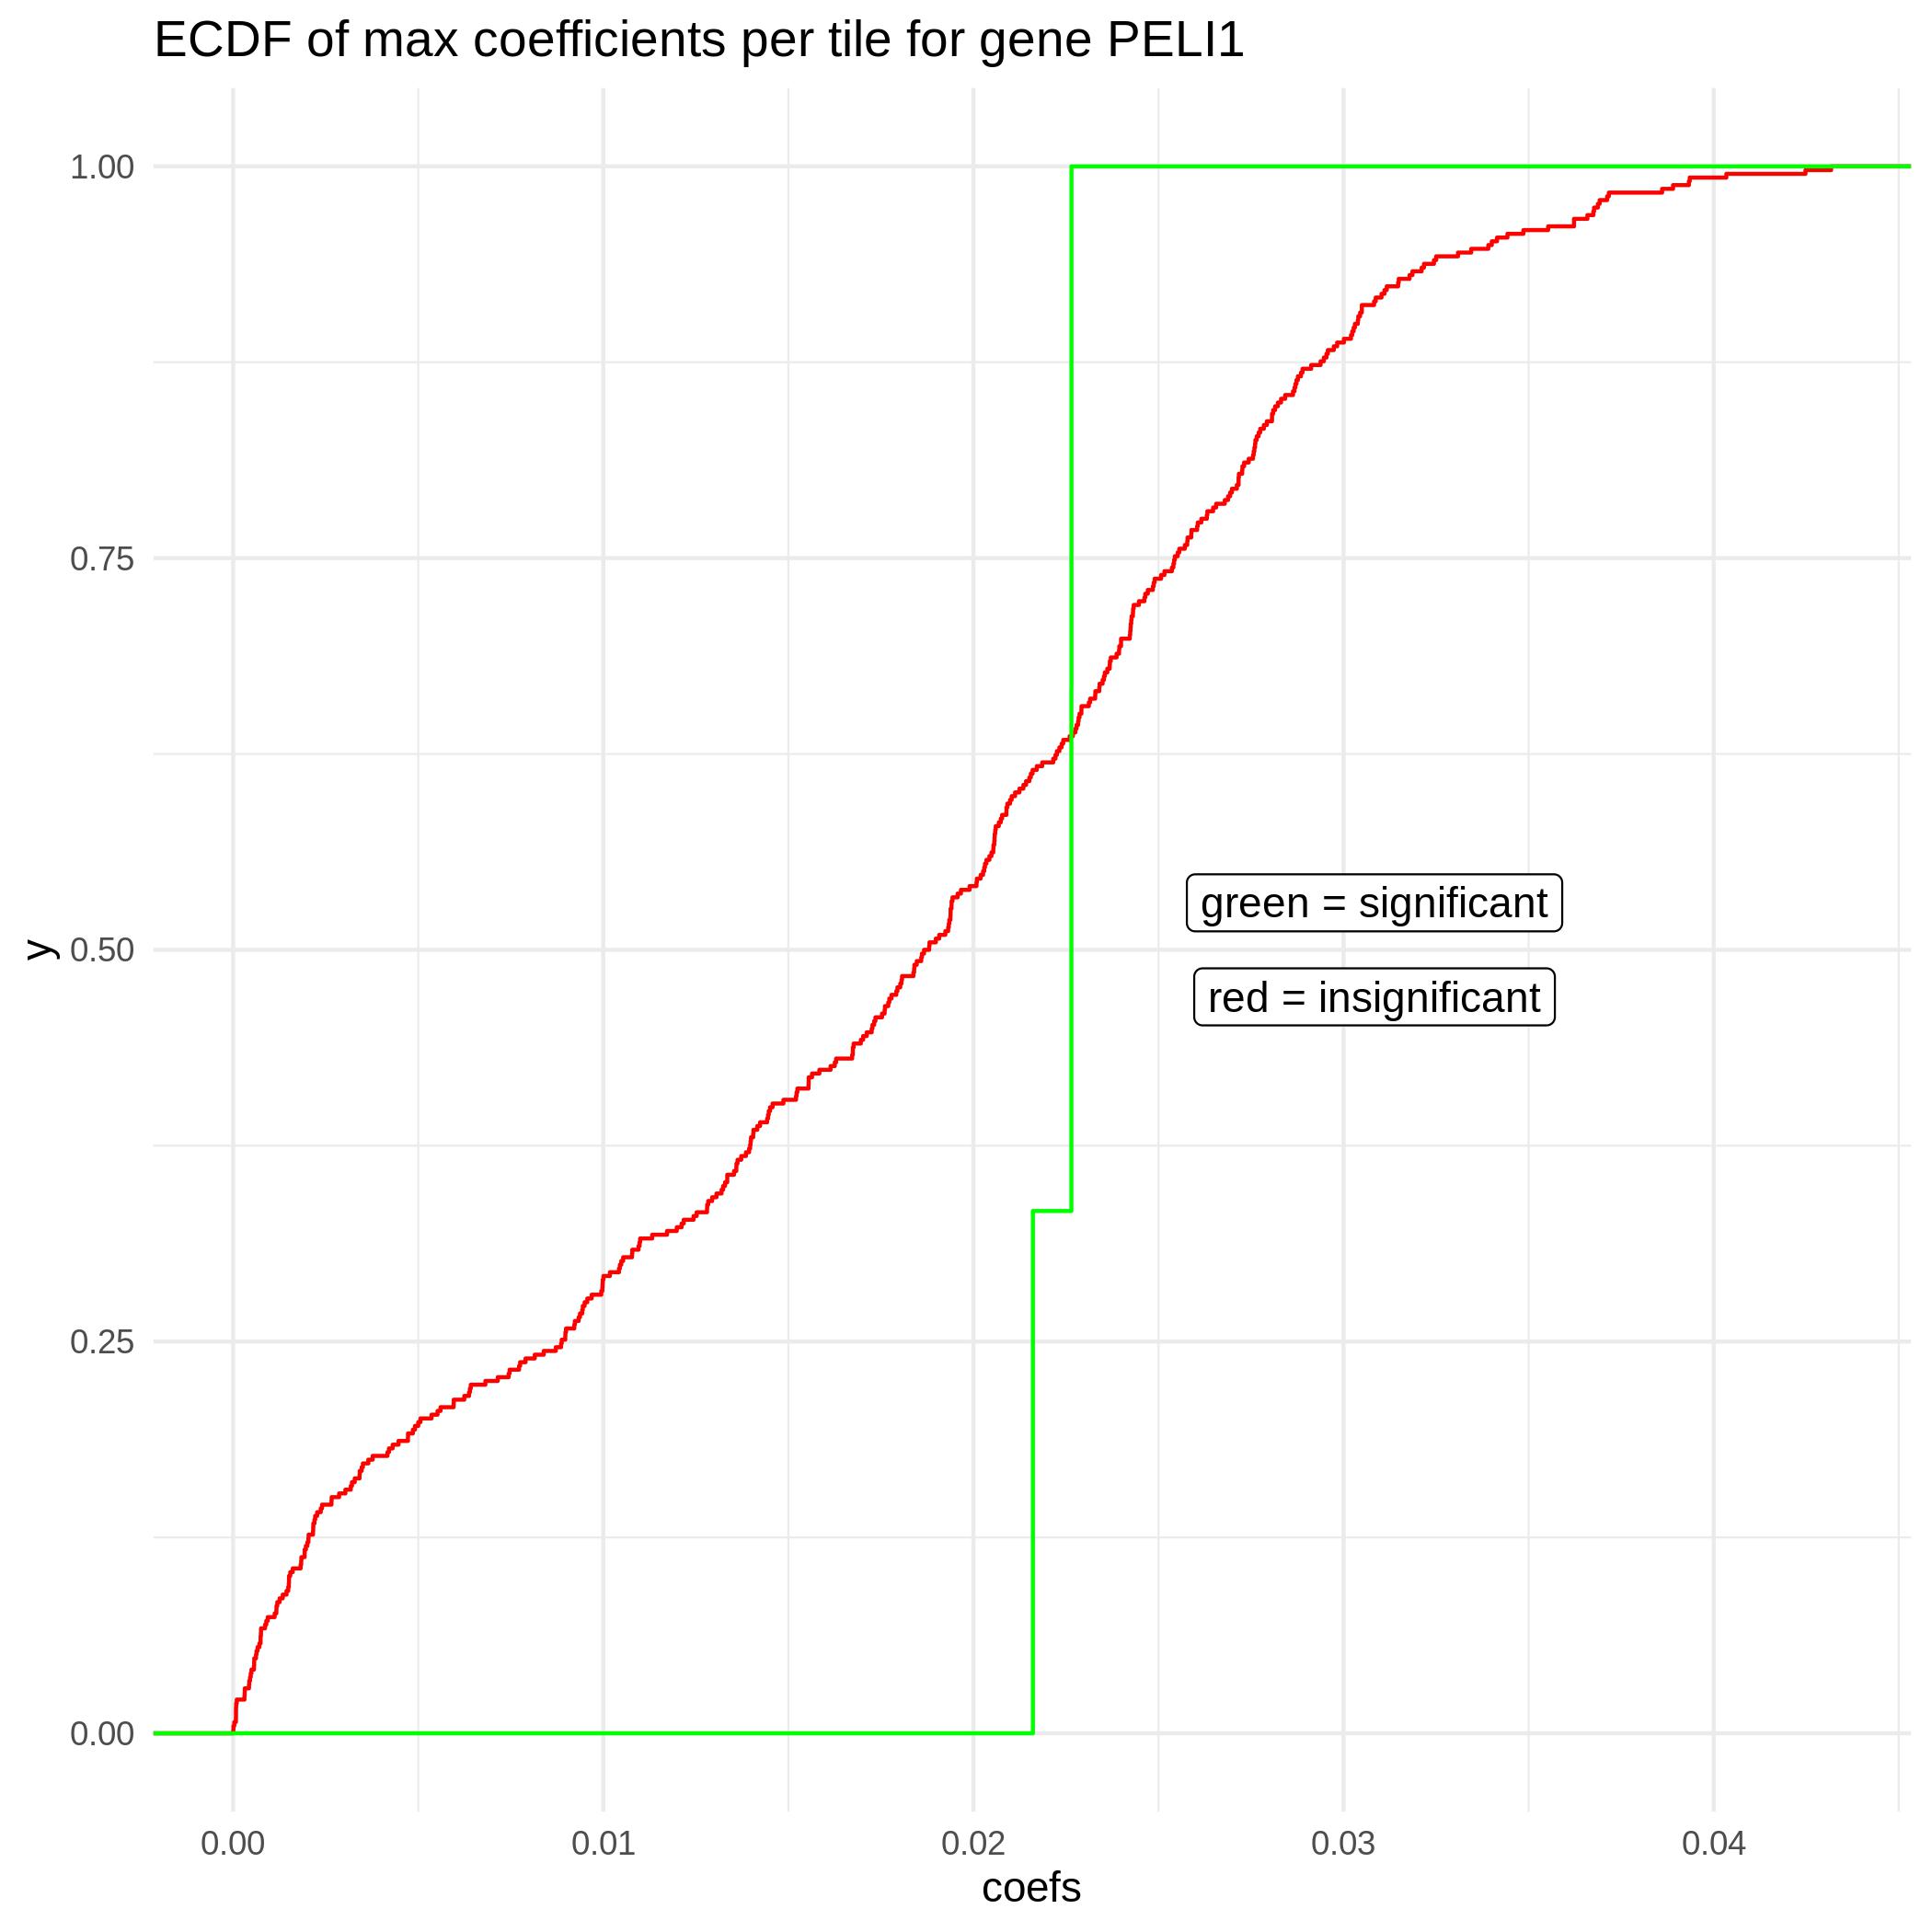 ECDF of max coefficients per tile for gene PELI1
1.00
0.75
green = significant
y
0.50
red = insignificant
0.25
0.00
0.00 0.01 0.02 0.03 0.04
coefs